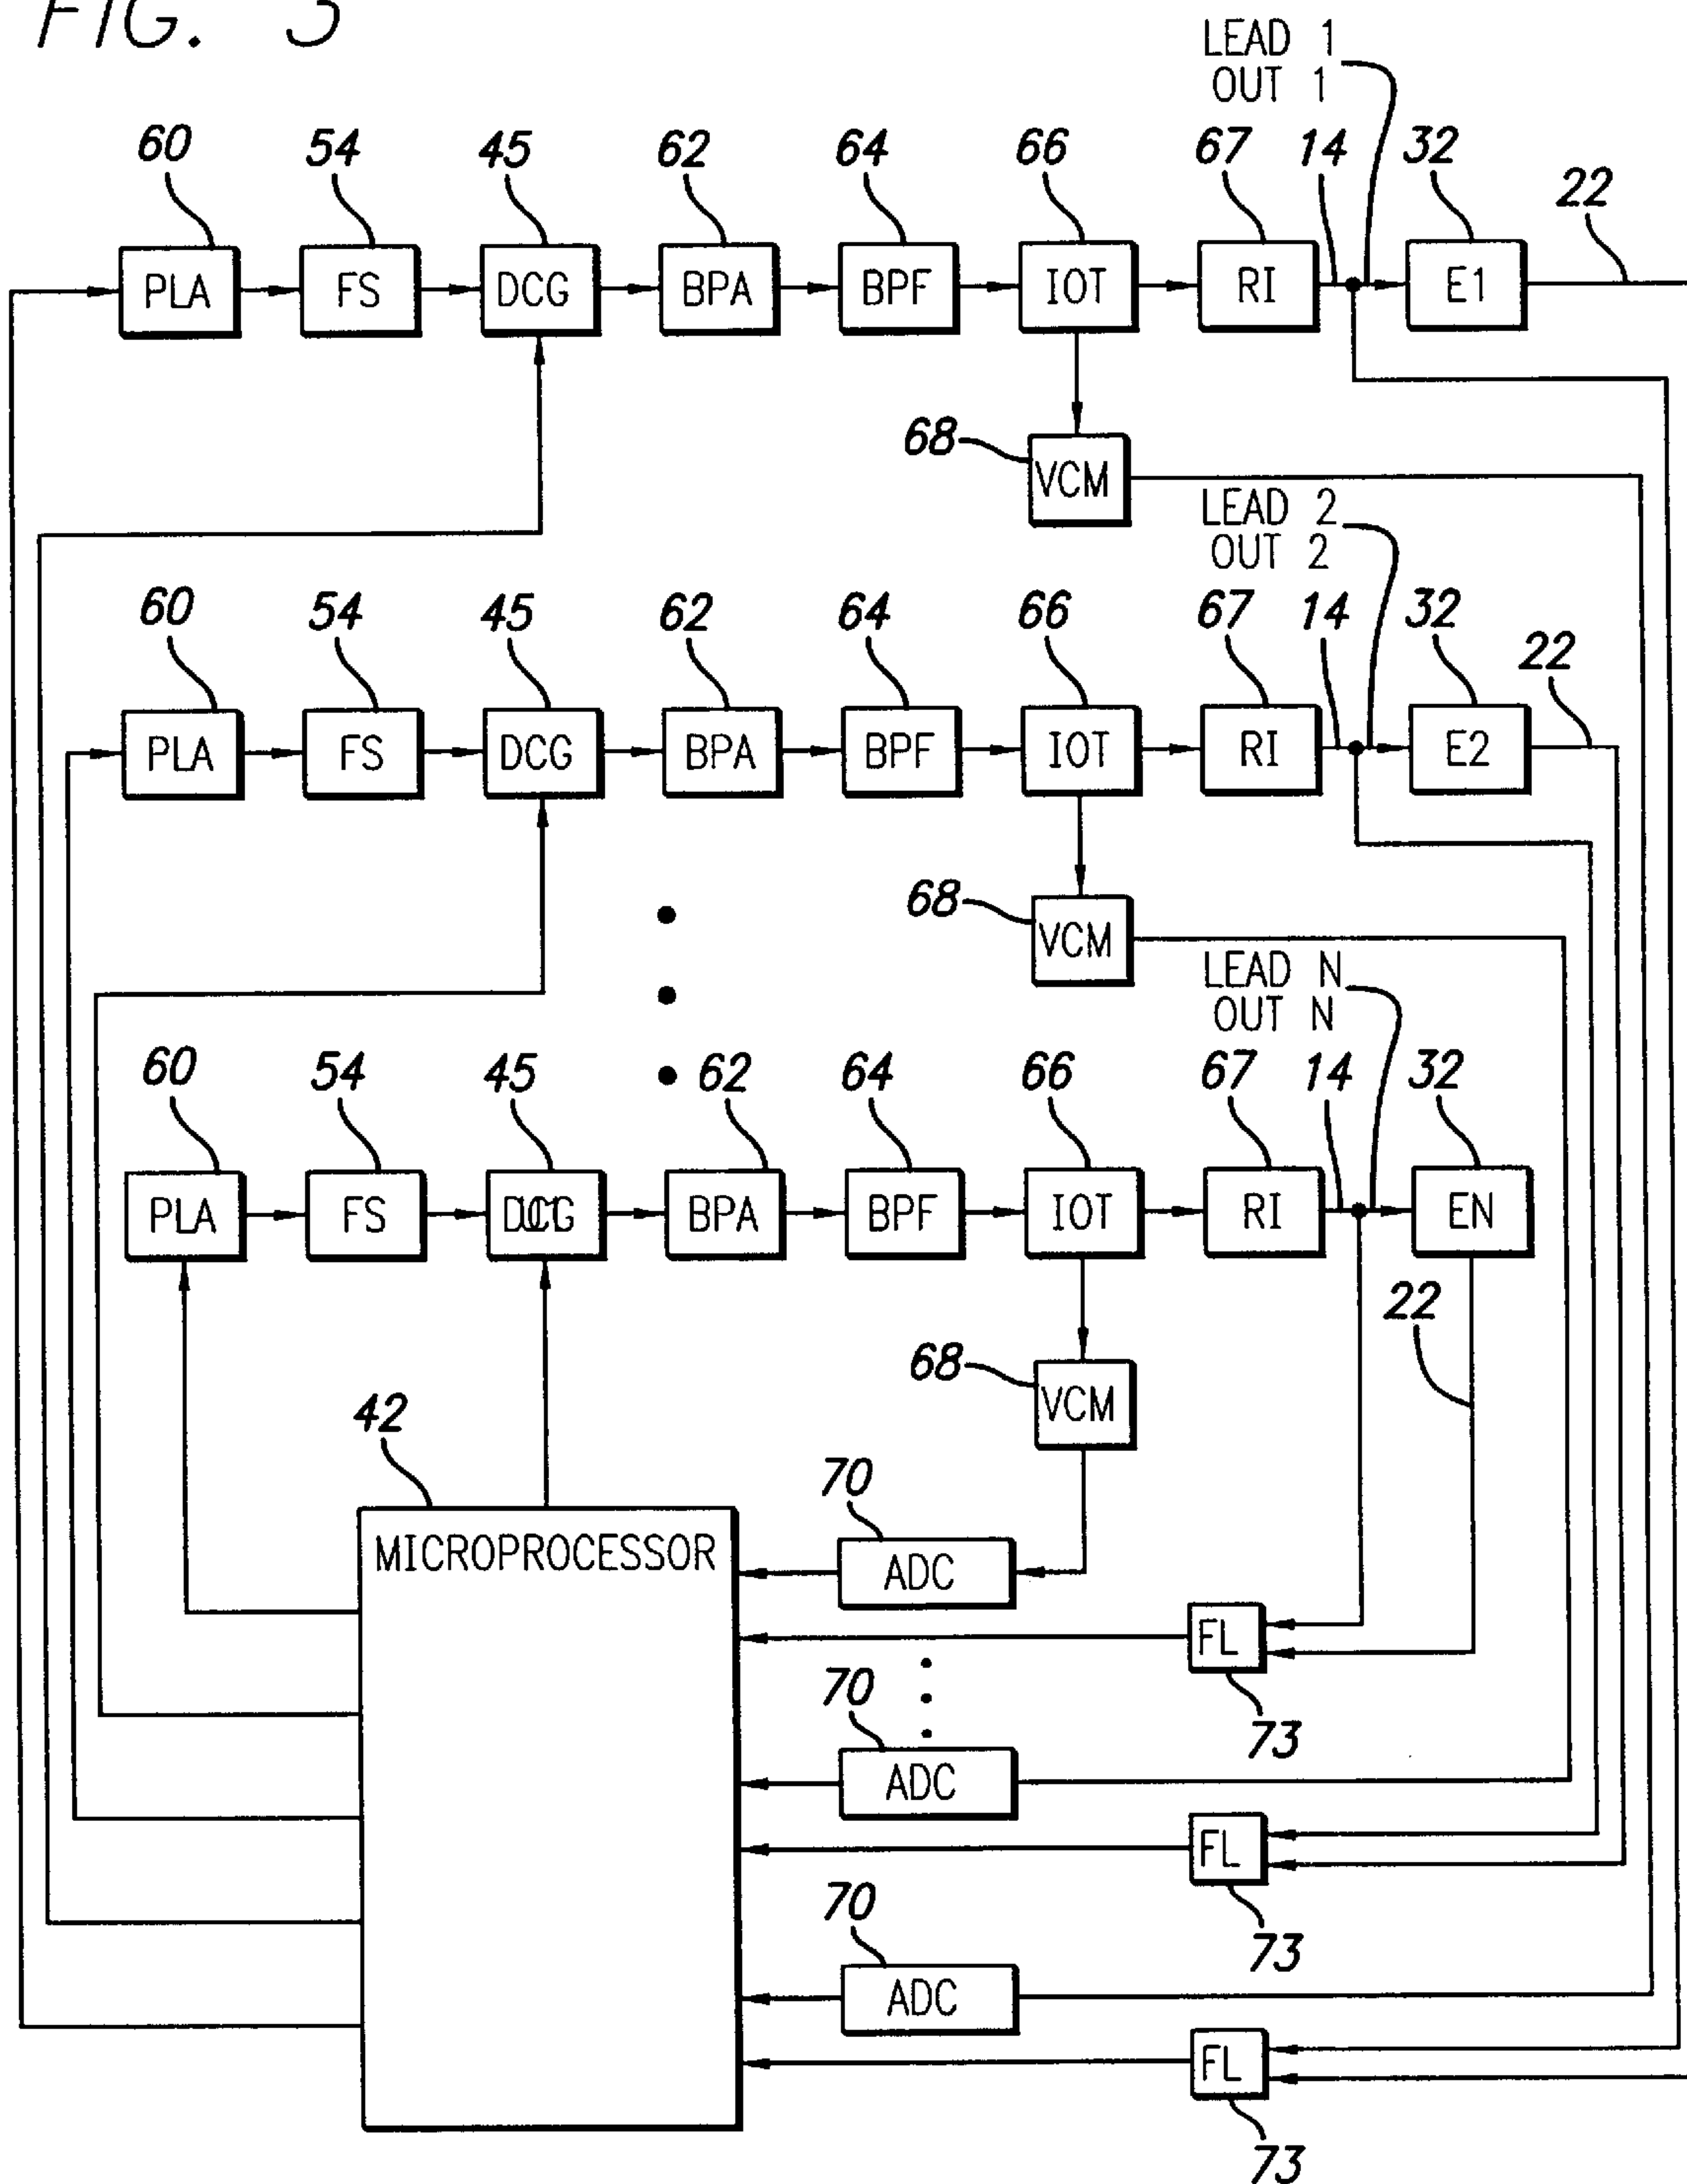 FIG. 3
LEAD 1
OUT 1
60 54 45 62 64 66 67 14 32 22
PLA FS DCG BPA BPF IOT RI E1
68
VCM
LEAD 2
OUT 2
60 54 45 62 64 66 67 14 32 22
PLA FS DCG BPA BPF IOT RI E2
68
VCM
LEAD N
OUT N
60 54 45 62 64 66 67 14 32
PLA FS BPA BPF IOT RI EN
22
68
VCM
42
MICROPROCESSOR
70
ADC
FL
73
70
ADC
FL
73
70
ADC
FL
73